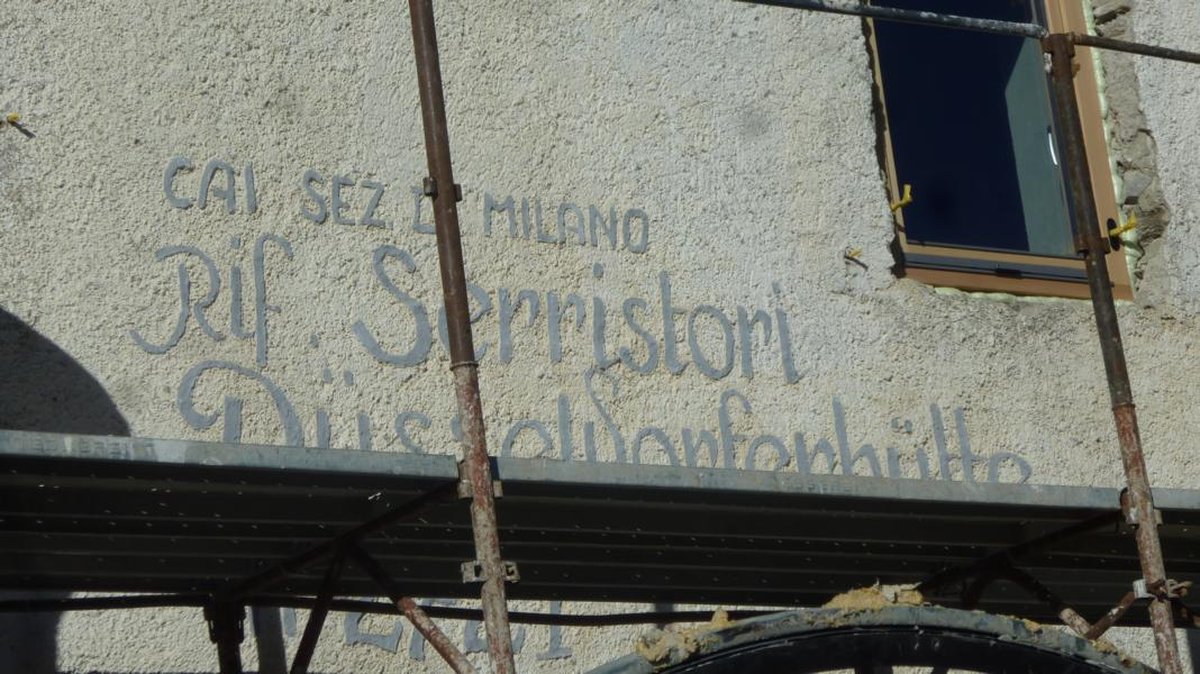 CAI SEZ DI MILANO
Rif. Serristori
Düsseldorferhütte